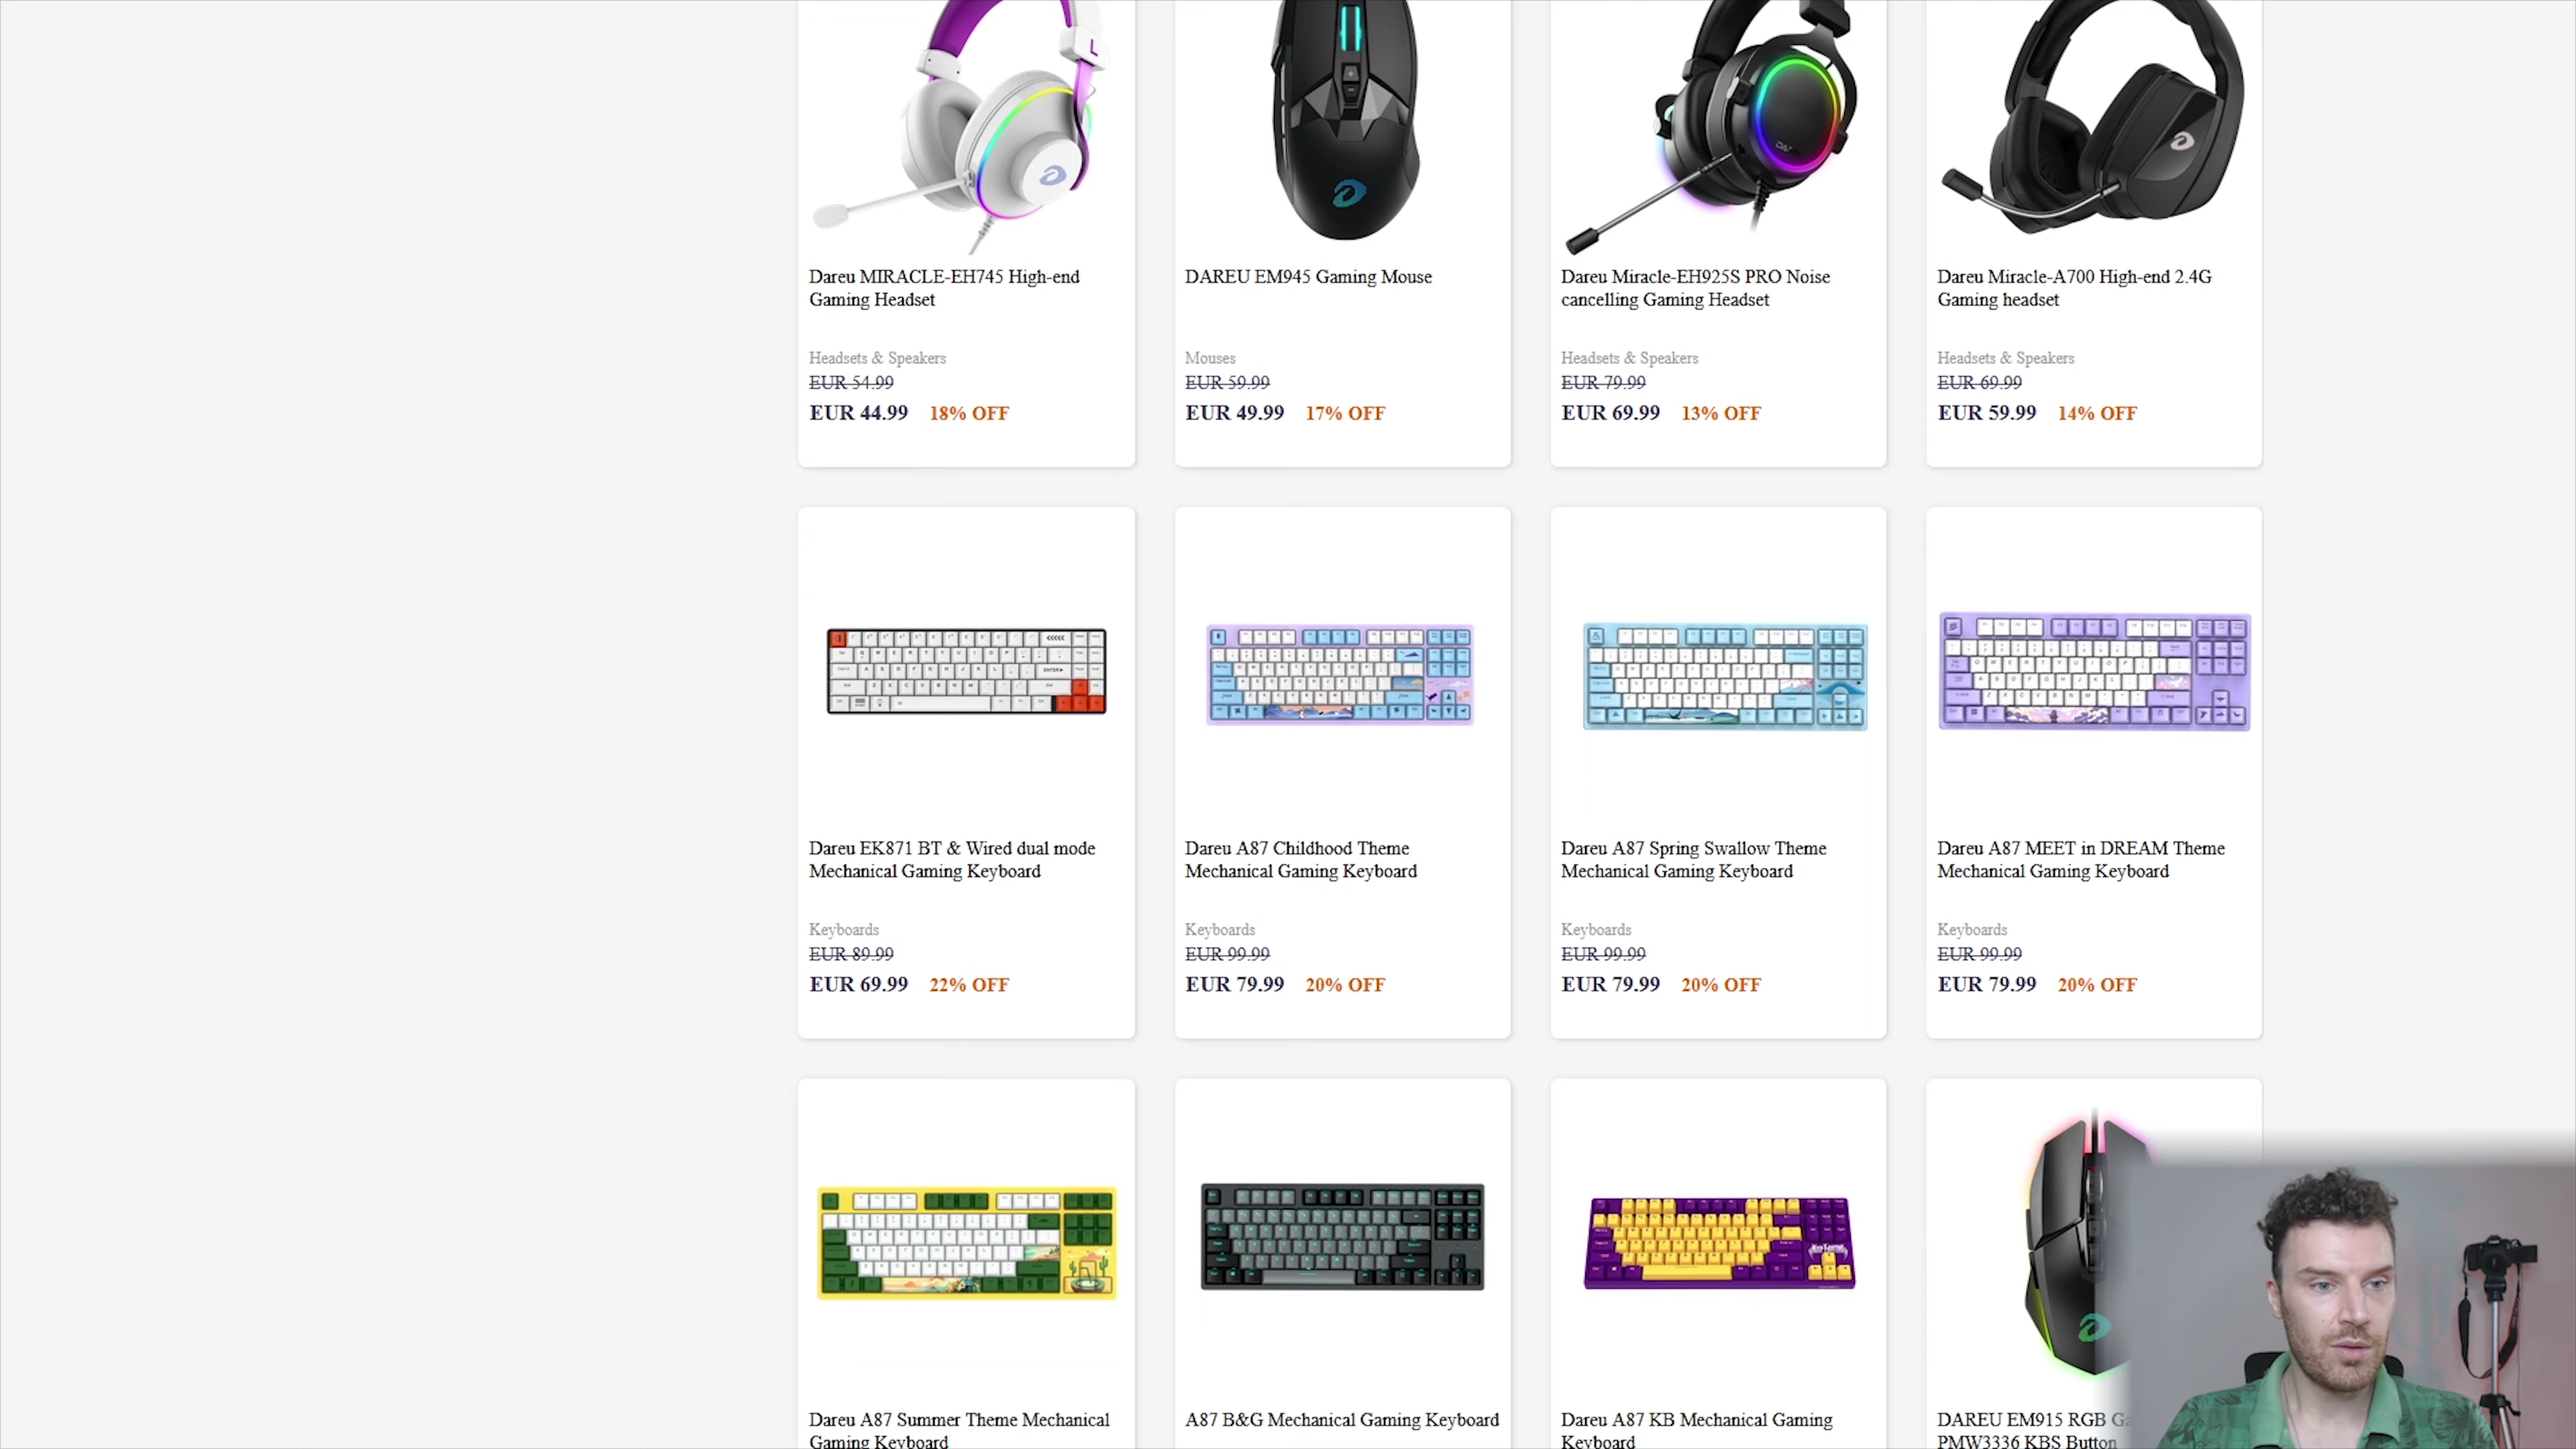 L
Dareu MIRACLE-EH745 High-end
Gaming Headset
Headsets & Speakers
EUR 54.99
EUR 44.99 18% OFF
DAREU EM945 Gaming Mouse
Mouses
EUR 59.99
EUR 49.99 17% OFF
Dareu Miracle-EH925S PRO Noise
cancelling Gaming Headset
Headsets & Speakers
EUR 79.99
EUR 69.99 13% OFF
Dareu Miracle-A700 High-end 2.4G
Gaming headset
Headsets & Speakers
EUR 69.99
EUR 59.99 14% OFF
Dareu EK871 BT & Wired dual mode
Mechanical Gaming Keyboard
Keyboards
EUR 89.99
EUR 69.99 22% OFF
Dareu A87 Childhood Theme
Mechanical Gaming Keyboard
Keyboards
EUR 99.99
EUR 79.99 20% OFF
Dareu A87 Spring Swallow Theme
Mechanical Gaming Keyboard
Keyboards
EUR 99.99
EUR 79.99 20% OFF
Dareu A87 MEET in DREAM Theme
Mechanical Gaming Keyboard
Keyboards
EUR 99.99
EUR 79.99 20% OFF
Dareu A87 Summer Theme Mechanical
Gaming Keyboard
A87 B&G Mechanical Gaming Keyboard
Dareu A87 KB Mechanical Gaming
Keyboard
DAREU EM915 RGB
PMW3336 KBS Button